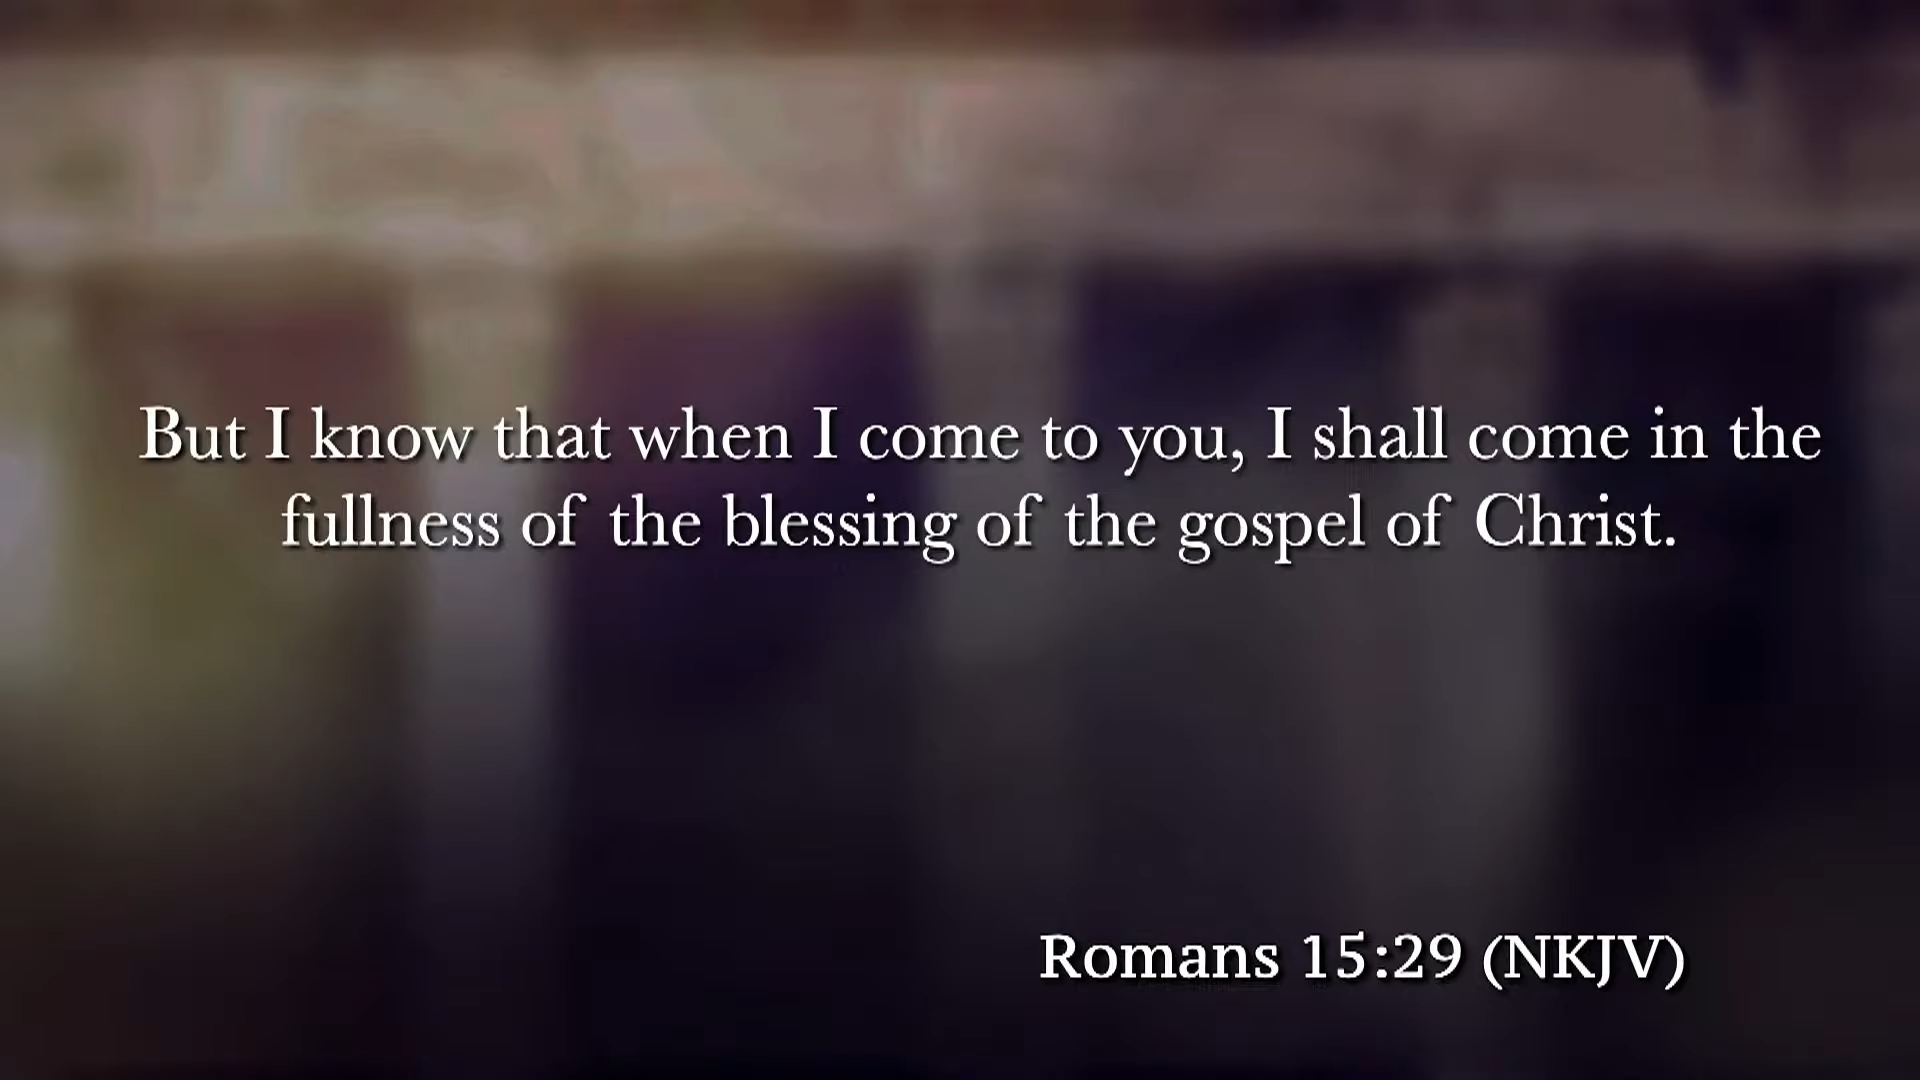 But I know that when I come to you, I shall come in the
fullness of the blessing of the gospel of Christ.
Romans 15:29 (NKJV)